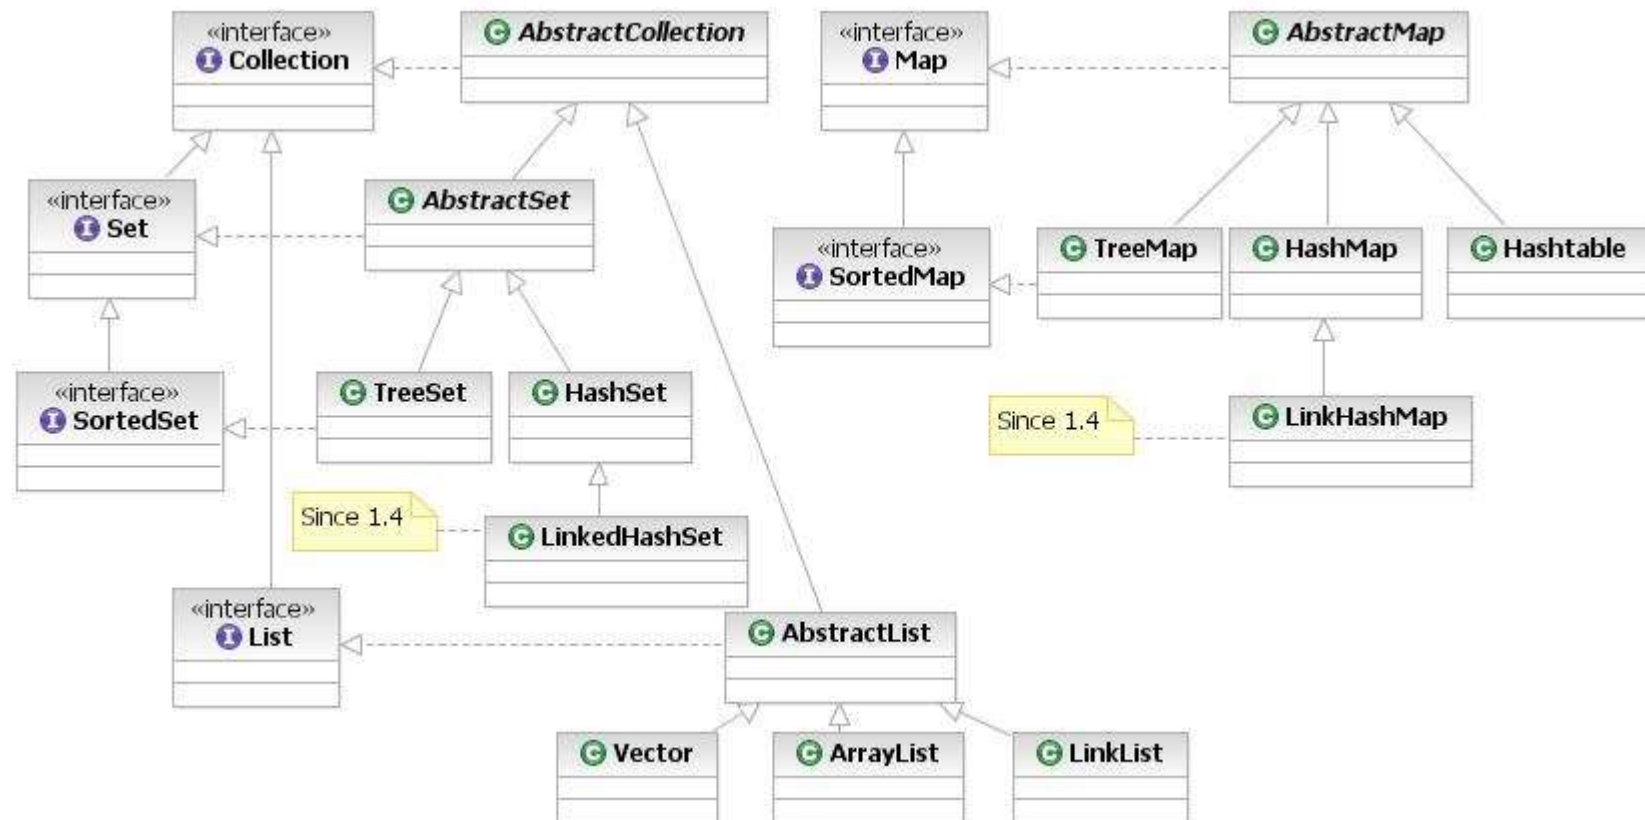 «interface»
Collection
AbstractCollection
«interface»
Map
AbstractMap
«interface»
Set
AbstractSet
«interface»
SortedMap
TreeMap
HashMap
Hashtable
«interface»
SortedSet
TreeSet
HashSet
Since 1.4
LinkHashMap
Since 1.4
LinkedHashSet
«interface»
List
AbstractList
Vector
ArrayList
LinkList